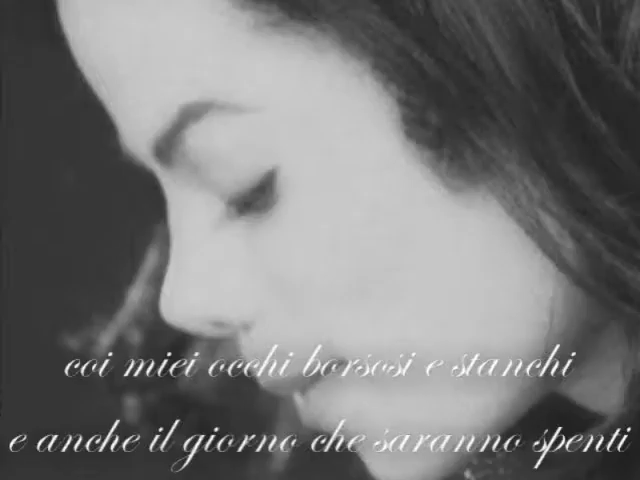 coi miei occhi borsosi e stanchi
e anche il giorno che saranno spenti